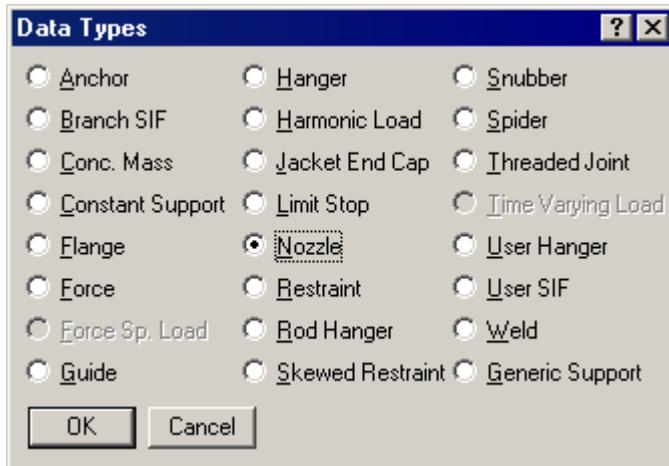 Data Types
Anchor Hanger Snubber
Branch SIF Harmonic Load Spider
Conc. Mass Jacket End Cap Threaded Joint
Constant Support Limit Stop Time Varying Load
Flange Nozzle User Hanger
Force Restraint User SIF
Force Sp. Load Rod Hanger Weld
Guide Skewed Restraint Generic Support
OK Cancel